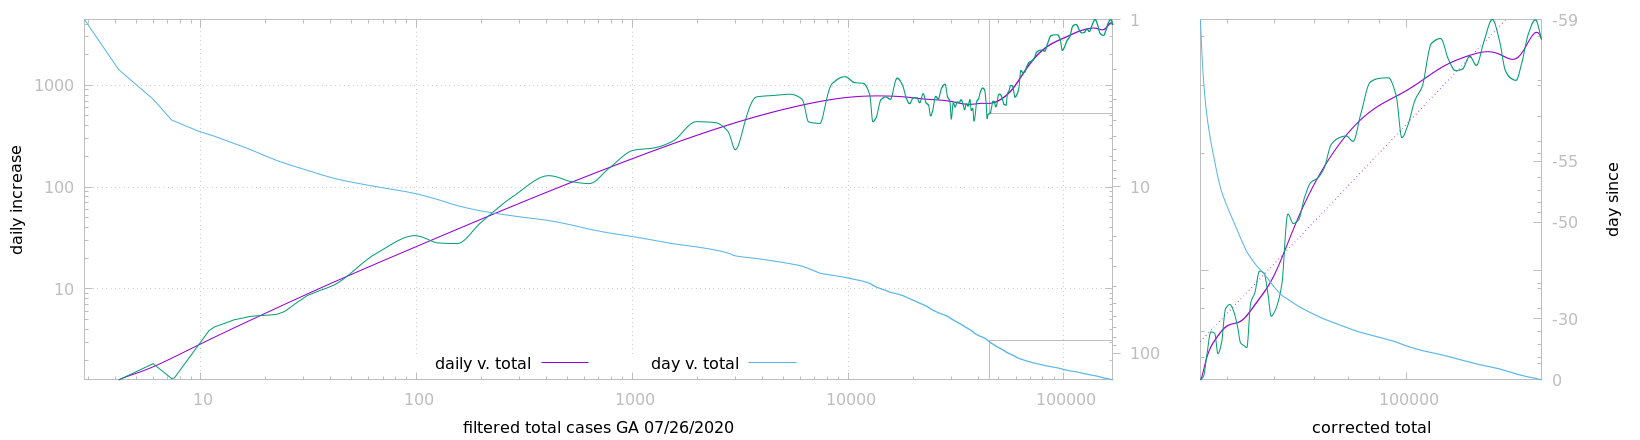 daily increase
1000
100
10
daily v. total
day v. total
1
10
100
10
100
1000
10000
100000
filtered total cases GA 07/26/2020
-59
-55
-50
-30
0
day since
100000
corrected total